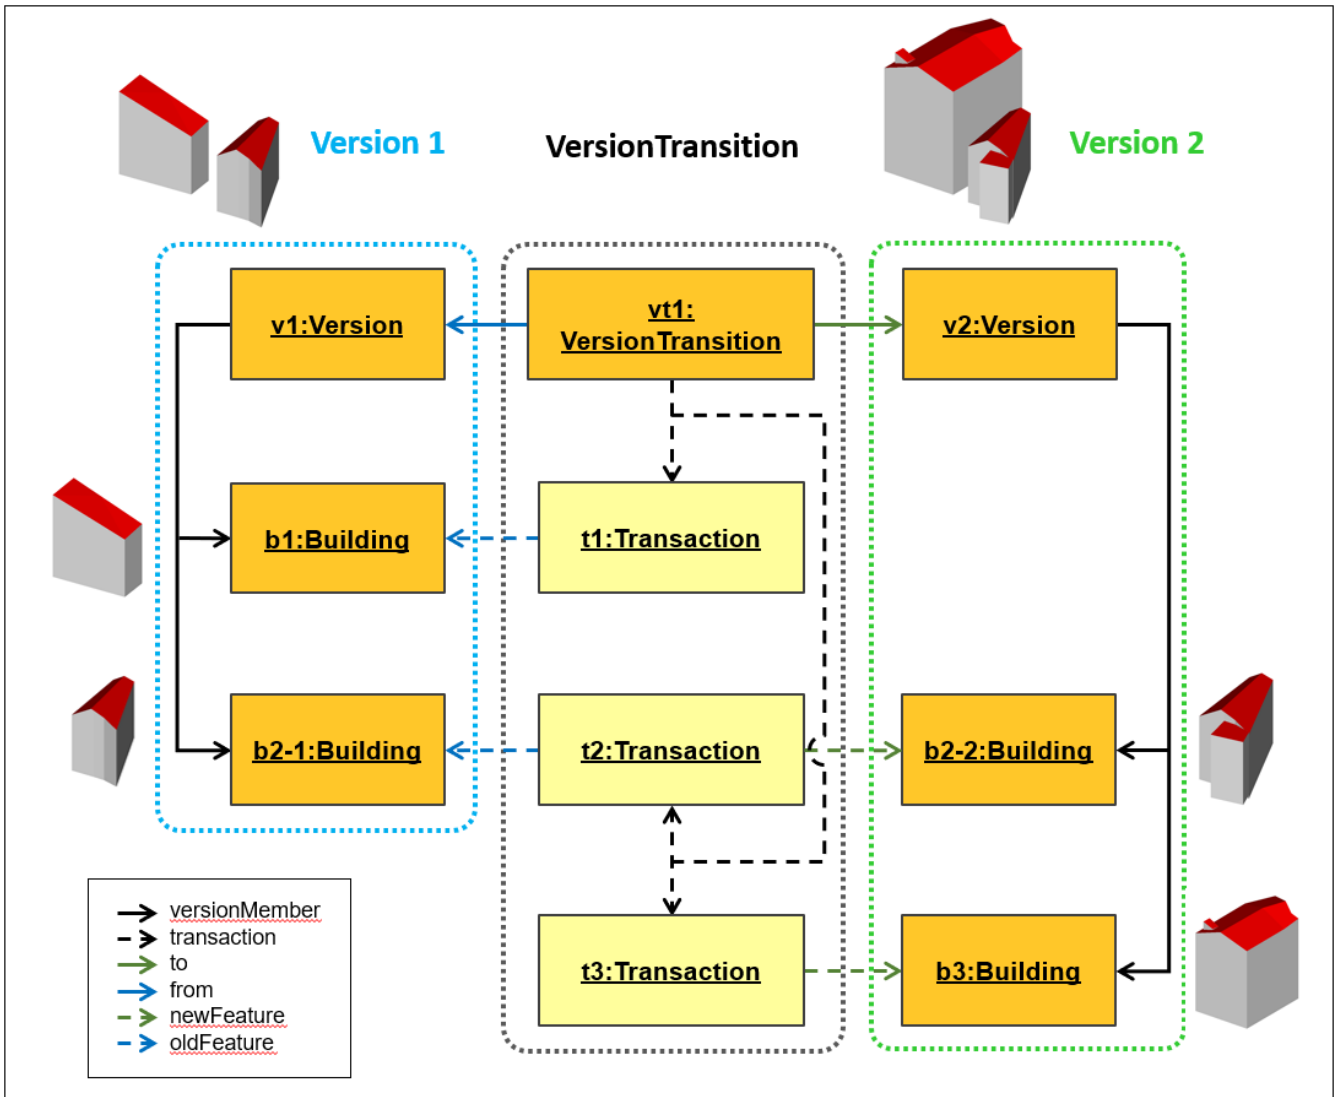 Version 1
VersionTransition
Version 2
v1:Version
vt1:
VersionTransition
v2:Version
b1:Building
t1:Transaction
b2-1:Building
t2:Transaction
b2-2:Building
t3:Transaction
b3:Building
versionMember
transaction
to
from
newFeature
oldFeature